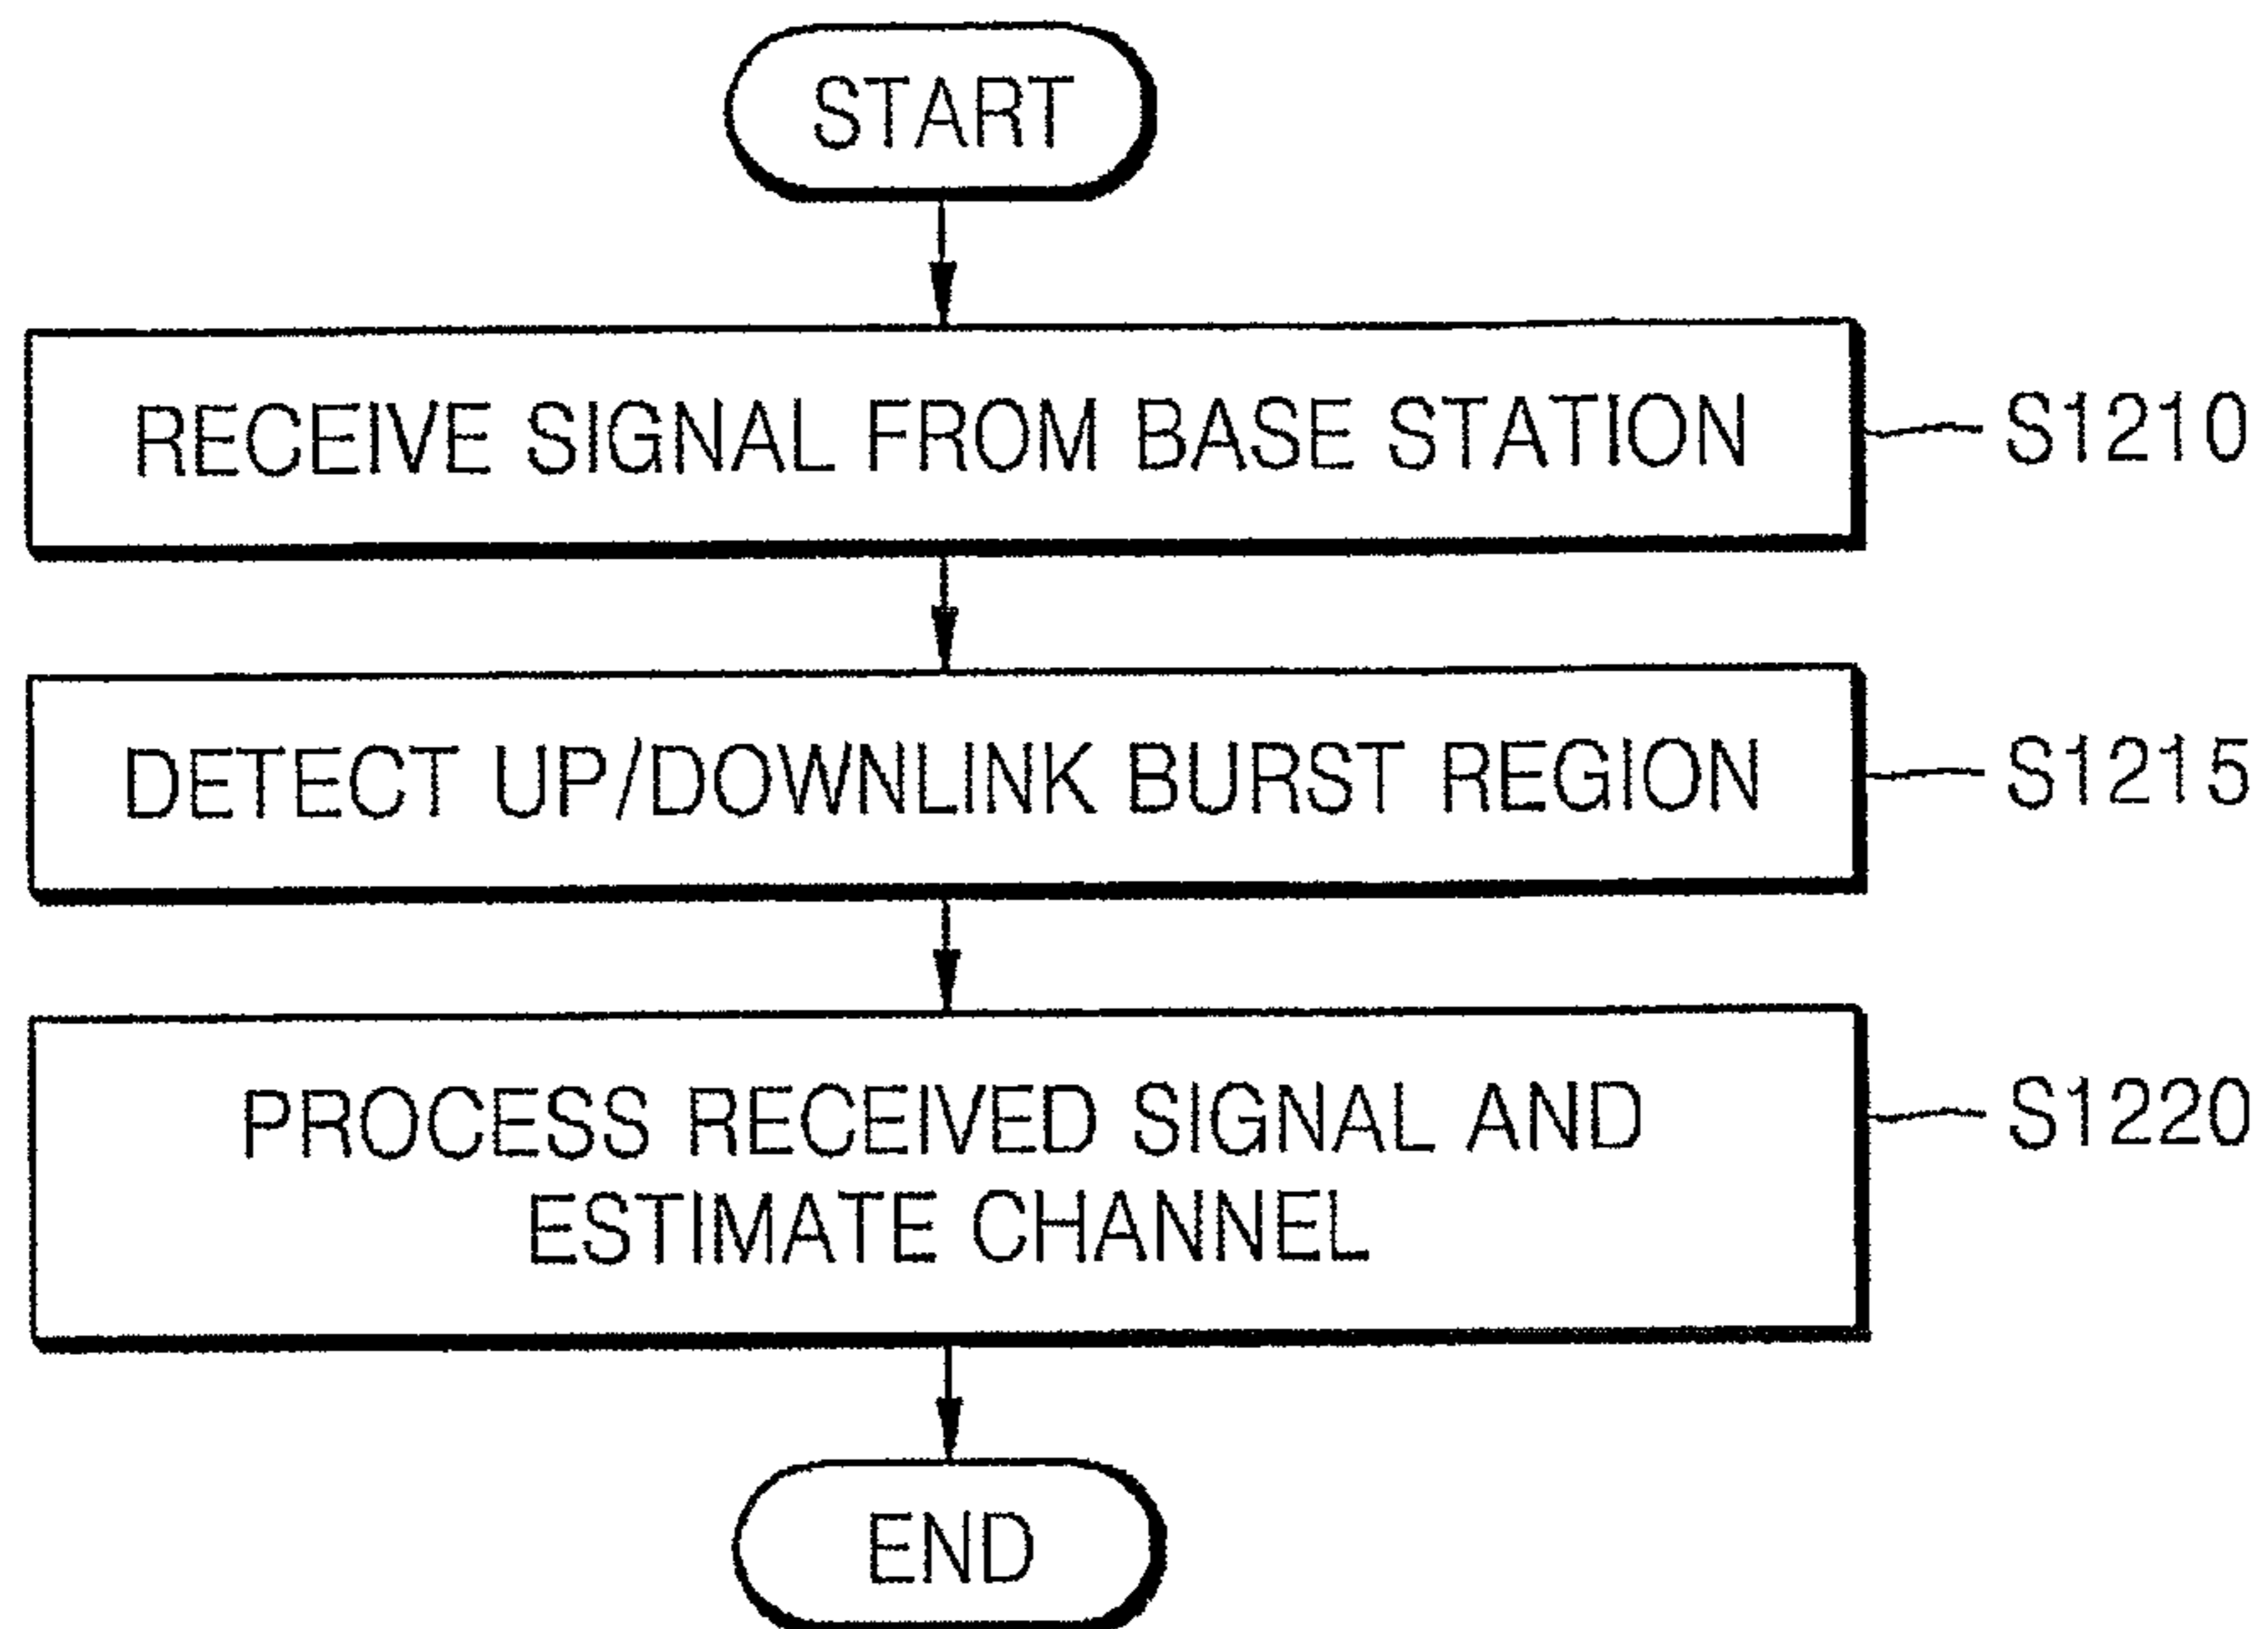 START
RECEIVE SIGNAL FROM BASE STATION
S1210
DETECT UP/DOWNLINK BURST REGION
S1215
PROCESS RECEIVED SIGNAL AND
ESTIMATE CHANNEL
S1220
END